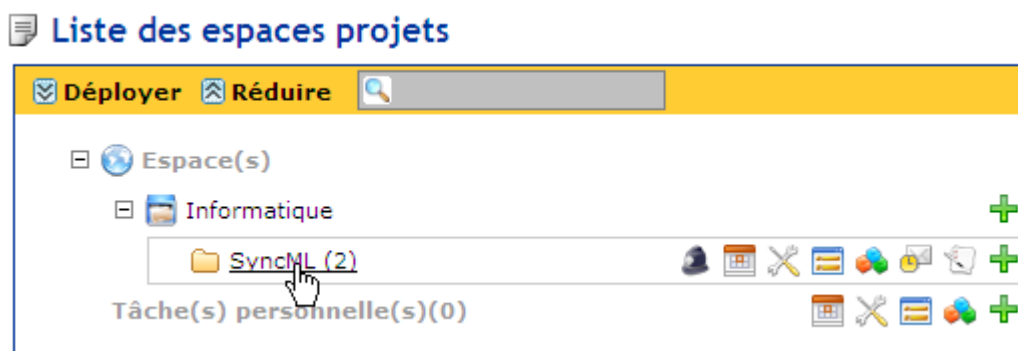 Liste des espaces projets
Déployer Réduire
Espace(s)
Informatique
SyncML (2)
Tâche(s) personnelle(s)(0)